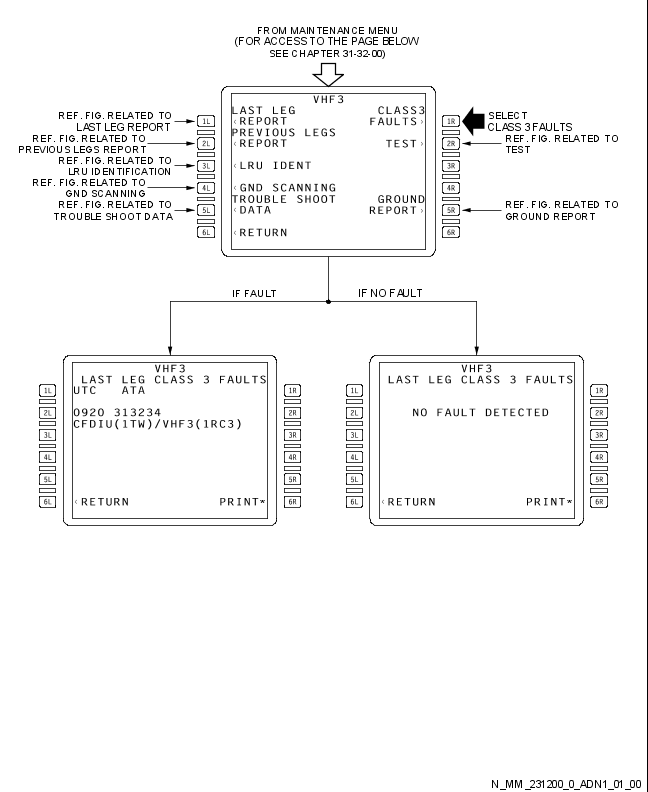 FROM MAINTENANCE MENU
(FOR ACCESS TO THE PAGE BELOW
SEE CHAPTER 31-32-00)
VHF3
LAST LEG CLASS3
<REPORT FAULTS>
PREVIOUS LEGS
<REPORT TEST>
<LRU IDENT
<GND SCANNING
TROUBLE SHOOT GROUND
<DATA REPORT>
<RETURN
1L
2L
3L
4L
5L
6L
1R
2R
3R
4R
5R
6R
REF. FIG. RELATED TO
LAST LEG REPORT
REF. FIG. RELATED TO
PREVIOUS LEGS REPORT
REF. FIG. RELATED TO
LRU IDENTIFICATION
REF. FIG. RELATED TO
GND SCANNING
REF. FIG. RELATED TO
TROUBLE SHOOT DATA
SELECT
CLASS 3 FAULTS
REF. FIG. RELATED TO
TEST
REF. FIG. RELATED TO
GROUND REPORT
IF FAULT
IF NO FAULT
VHF3
LAST LEG CLASS 3 FAULTS
UTC ATA
0920 313234
CFDIU(1TW)/VHF3(1RC3)
<RETURN PRINT*
1L
2L
3L
4L
5L
6L
1R
2R
3R
4R
5R
6R
VHF3
LAST LEG CLASS 3 FAULTS
NO FAULT DETECTED
<RETURN PRINT*
1L
2L
3L
4L
5L
6L
1R
2R
3R
4R
5R
6R
N_MM_231200_0_ADN1_01_00